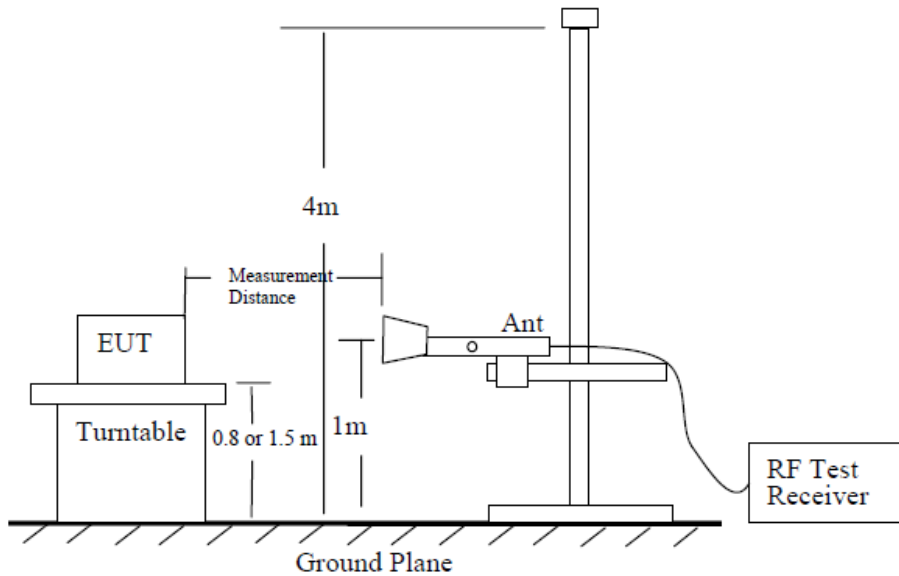 4m
Measurement
Distance
Ant
EUT
Turntable
0.8 or 1.5 m
1m
RF Test
Receiver
Ground Plane